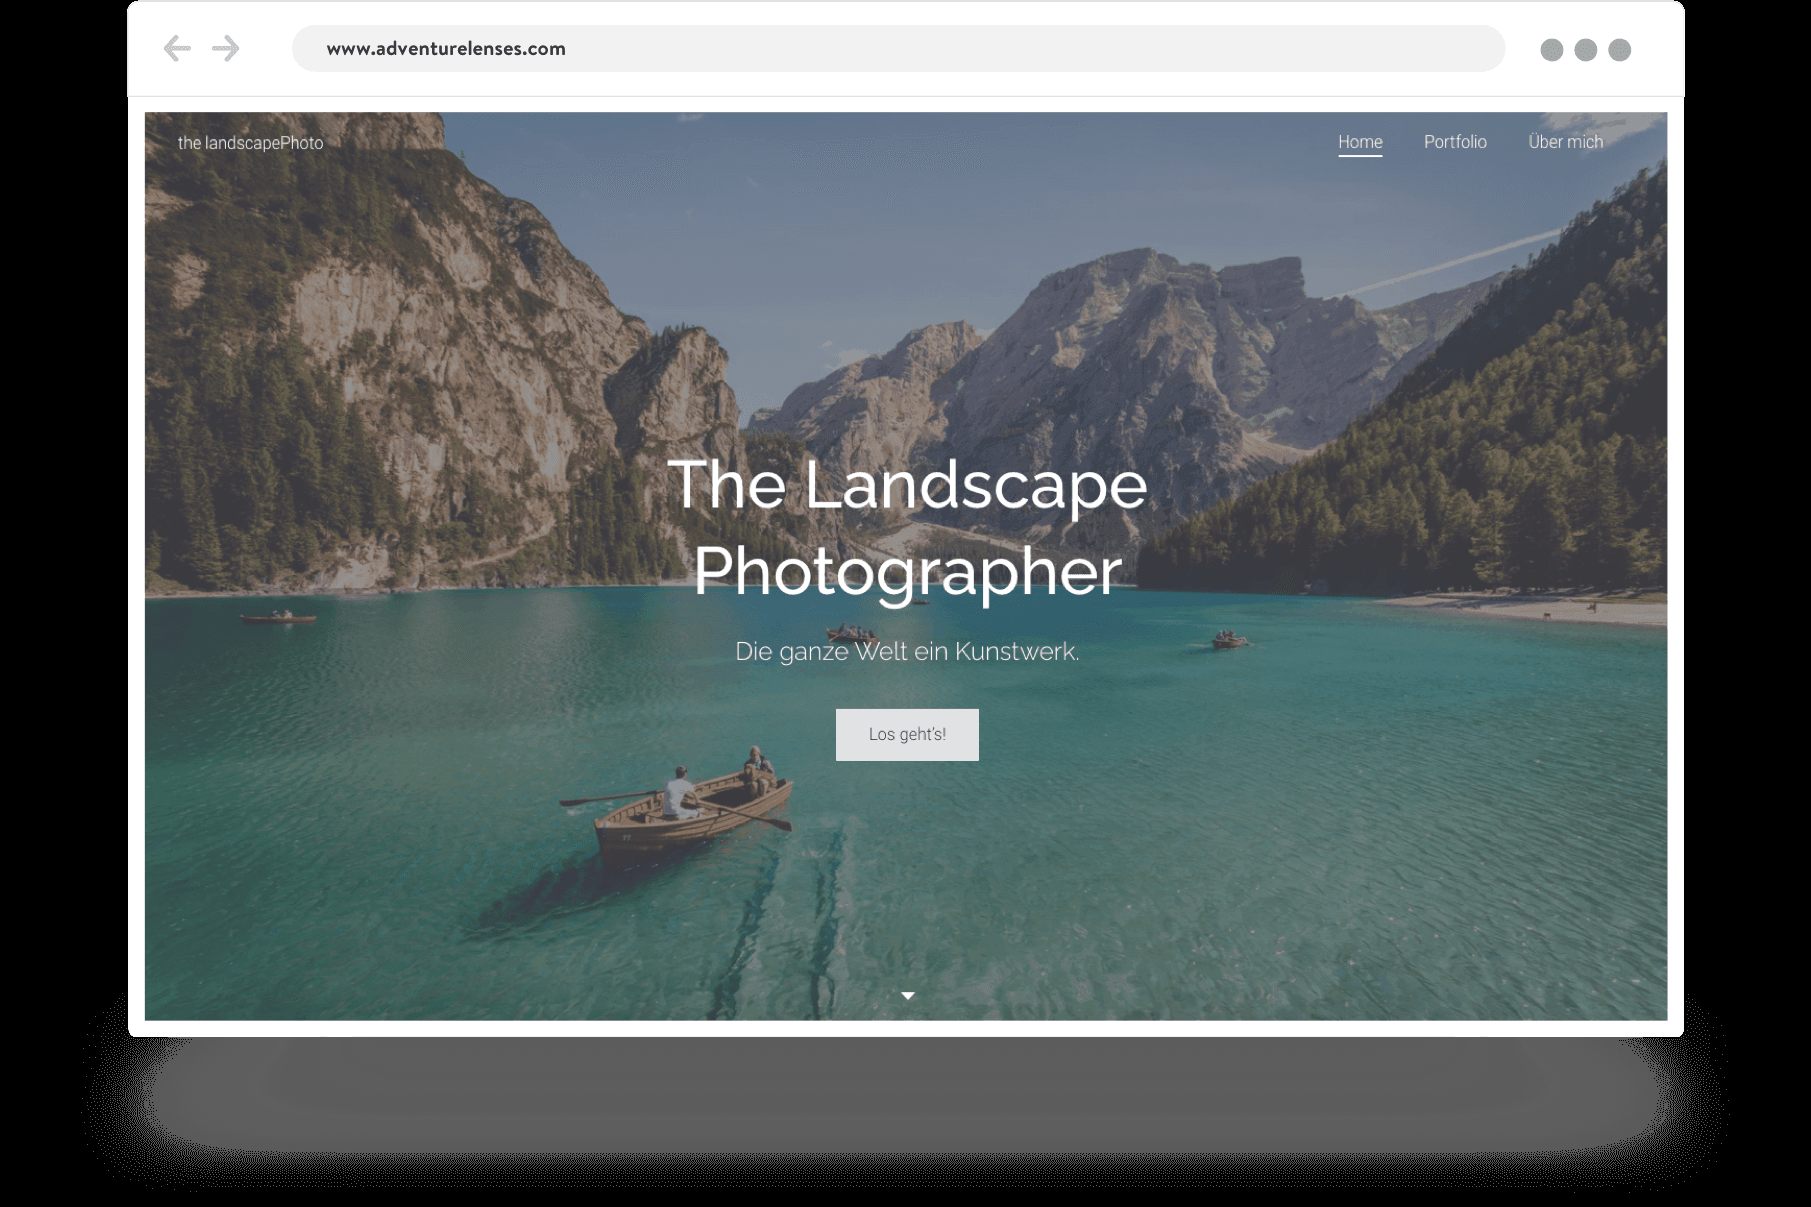 www.adventurelenses.com
the landscapePhoto
Home
Portfolio
Über mich
The Landscape
Photographer
Die ganze Welt ein Kunstwerk.
Los geht's!